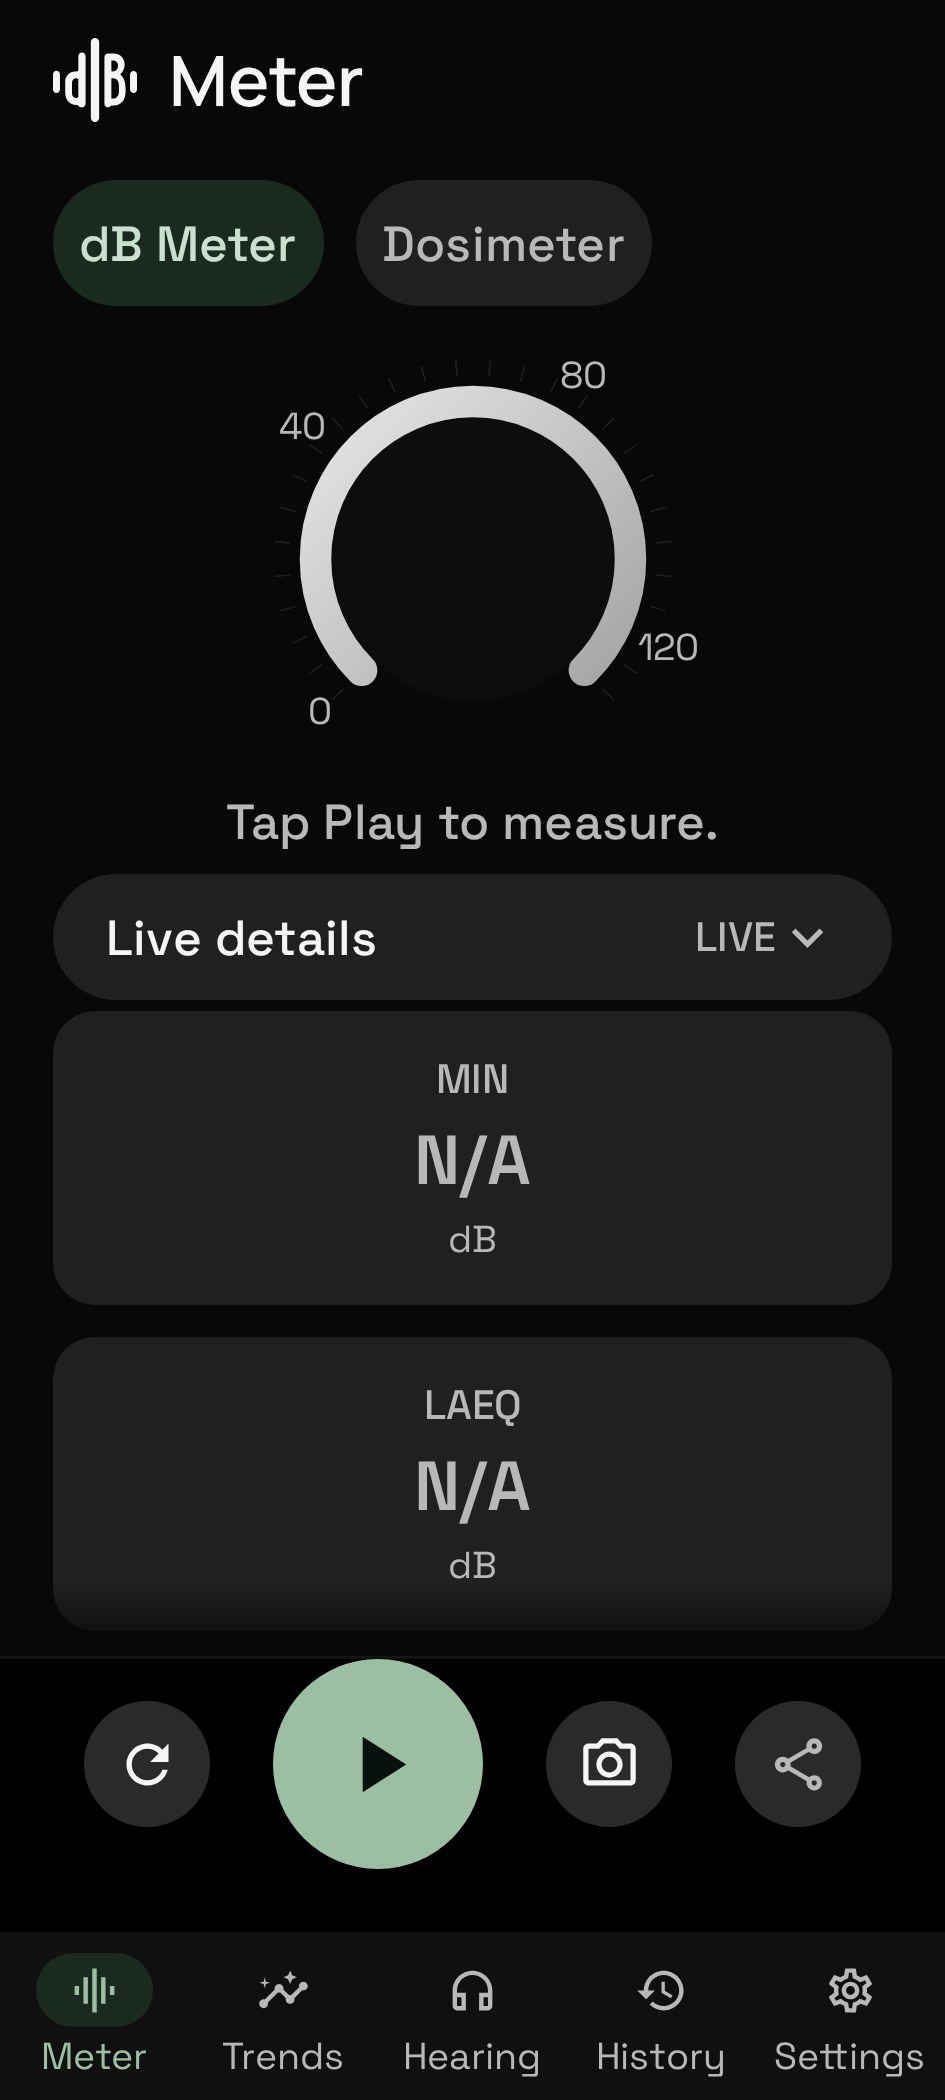 dB Meter
dB Meter Dosimeter
80
40
120
0
Tap Play to measure.
Live details LIVE
MIN
N/A
dB
LAEQ
N/A
dB
Meter Trends Hearing History Settings